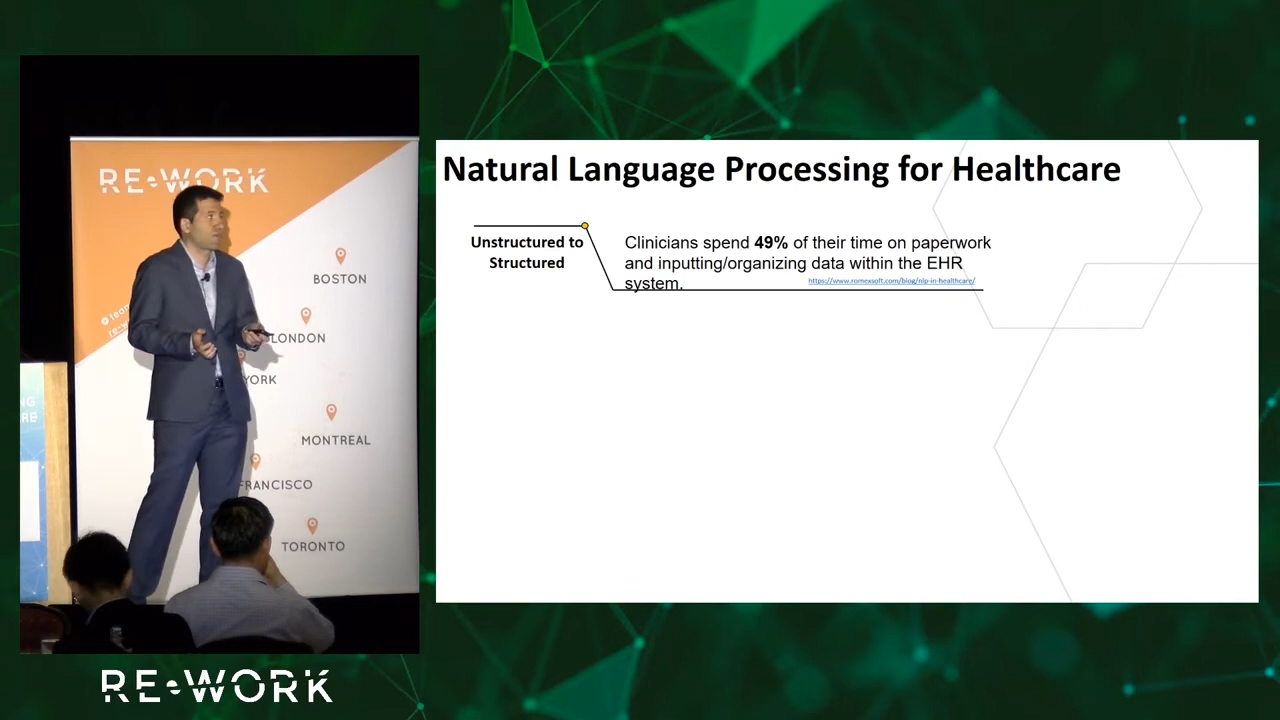 RE•WORK
BOSTON
LONDON
YORK
MONTREAL
FRANCISCO
TORONTO
RE•WORK
Natural Language Processing for Healthcare
Unstructured to
Structured
Clinicians spend 49% of their time on paperwork
and inputting/organizing data within the EHR
system.
https://www.romexsoft.com/blog/nlp-in-healthcare/